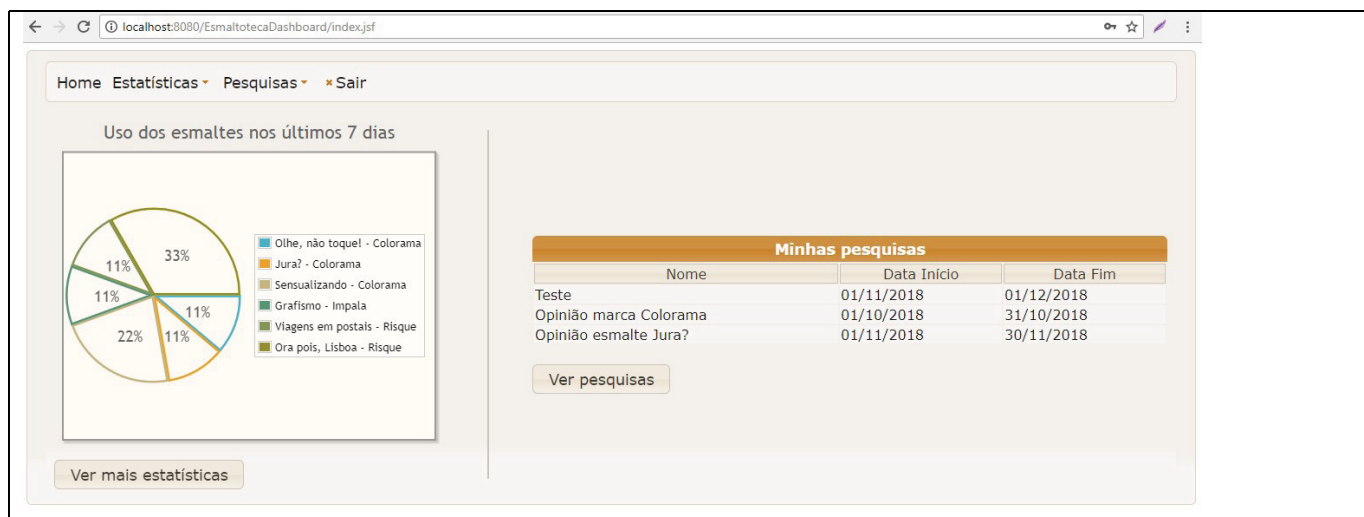 localhost:8080/EsmaltotecaDashboard/index.jsf
Home Estatísticas Pesquisas Sair
Uso dos esmaltes nos últimos 7 dias
33%
11%
11%
22%
11%
11%
Olhe, não toque! - Colorama
Jura? - Colorama
Sensualizando - Colorama
Grafismo - Impala
Viagens em postais - Risque
Ora pois, Lisboa - Risque
Ver mais estatísticas
Minhas pesquisas
Nome Data Início Data Fim
Teste 01/11/2018 01/12/2018
Opinião marca Colorama 01/10/2018 31/10/2018
Opinião esmalte Jura? 01/11/2018 30/11/2018
Ver pesquisas